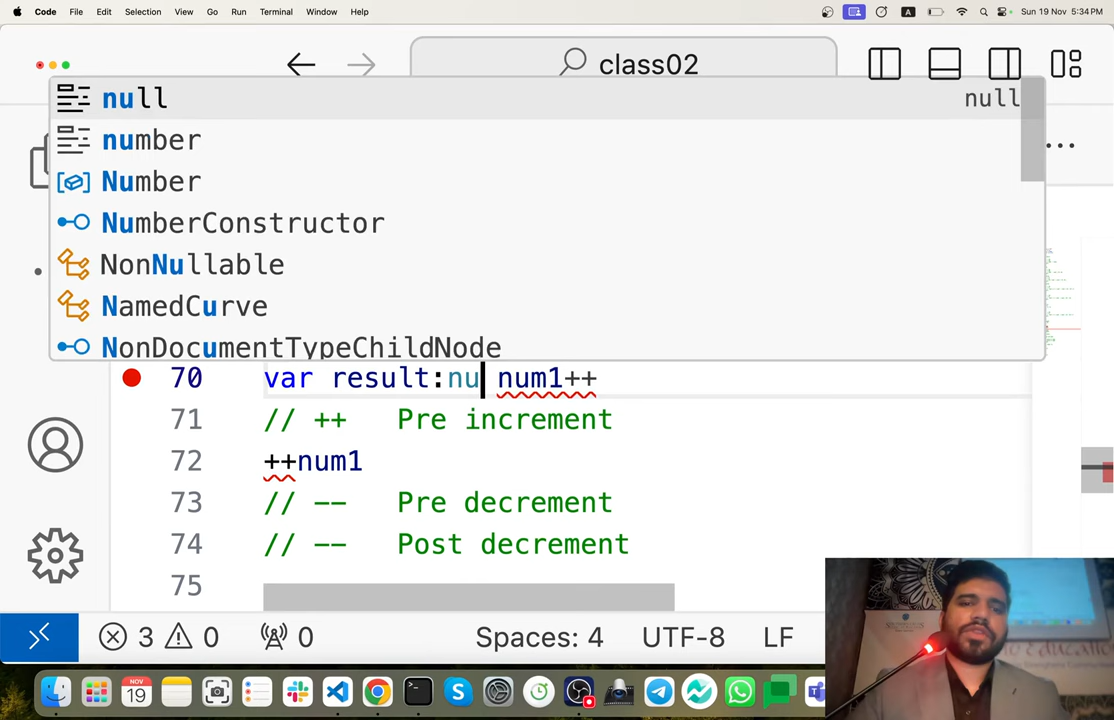 Code File Edit Selection View Go Run Terminal Window Help A Sun 19 Nov 5:34 PM
class02
null null
number
Number
NumberConstructor
NonNullable
NamedCurve
NonDocumentTypeChildNode
70 var result:nu num1++
71 // ++ Pre increment
72 ++num1
73 // -- Pre decrement
74 // -- Post decrement
75
3 0 0 Spaces: 4 UTF-8 LF
NOV
19